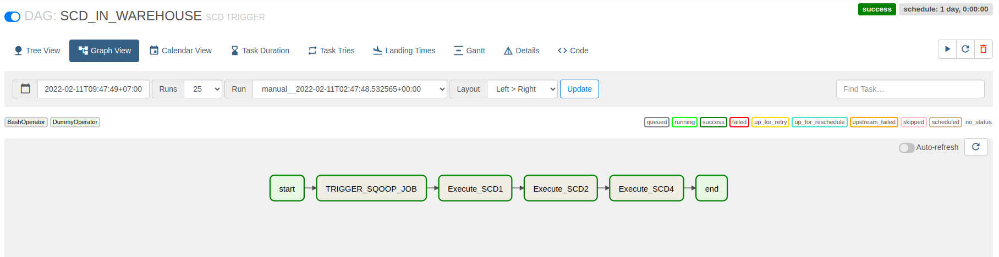 DAG: SCD_IN_WAREHOUSE SCD TRIGGER
success schedule: 1 day, 0:00:00
Tree View Graph View Calendar View Task Duration Task Tries Landing Times Gantt Details Code
2022-02-11T09:47:49+07:00 Runs 25 Run manual__2022-02-11T02:47:48.532565+00:00 Layout Left > Right Update Find Task...
BashOperator DummyOperator queued running success failed up_for_retry up_for_reschedule upstream_failed skipped scheduled no_status
Auto-refresh
start TRIGGER_SQOOP_JOB Execute_SCD1 Execute_SCD2 Execute_SCD4 end